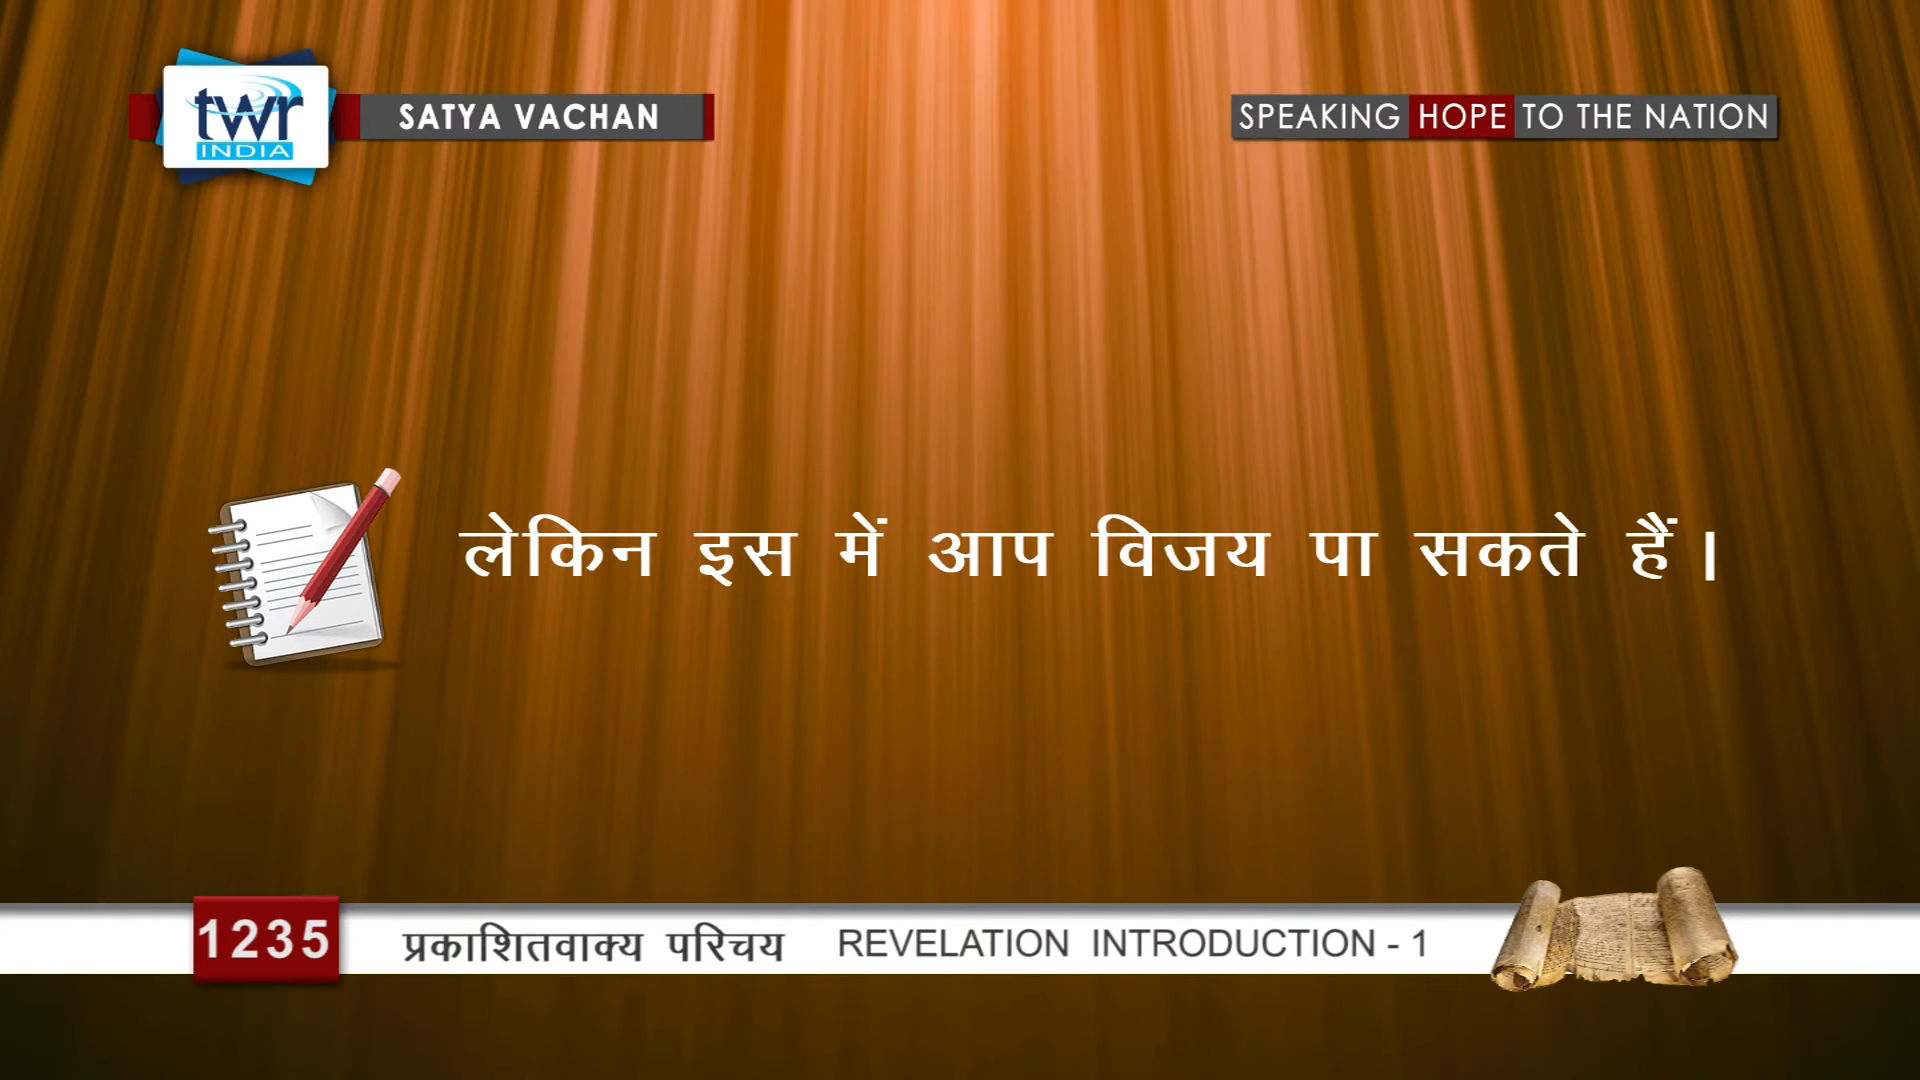 twr
INDIA
SATYA VACHAN
SPEAKING HOPE TO THE NATION
लेकिन इस में आप विजय पा सकते हैं।
1235
प्रकाशितवाक्य परिचय REVELATION INTRODUCTION - 1